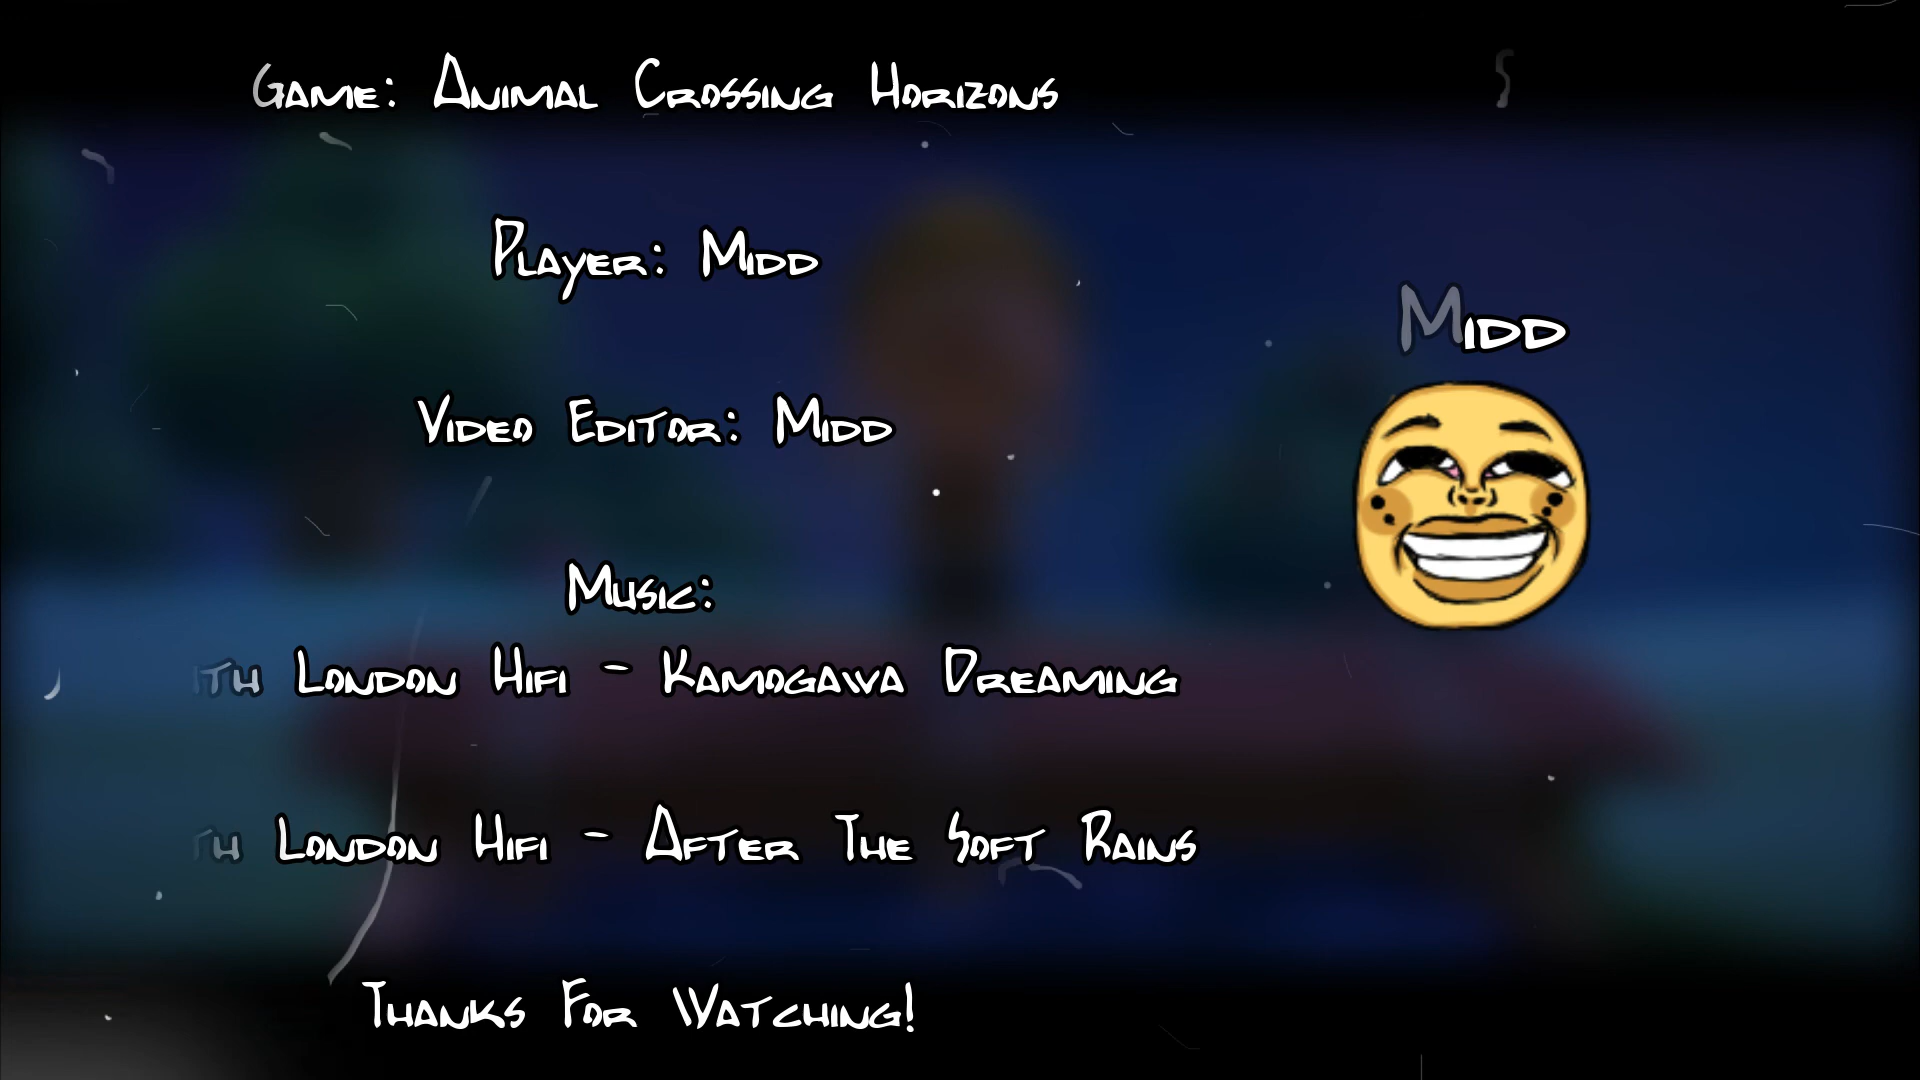 Game: Animal Crossing Horizons
Player: Midd
Video Editor: Midd
Midd
Music:
London Hifi - Kamogawa Dreaming
London Hifi - After The Soft Rains
Thanks For Watching!